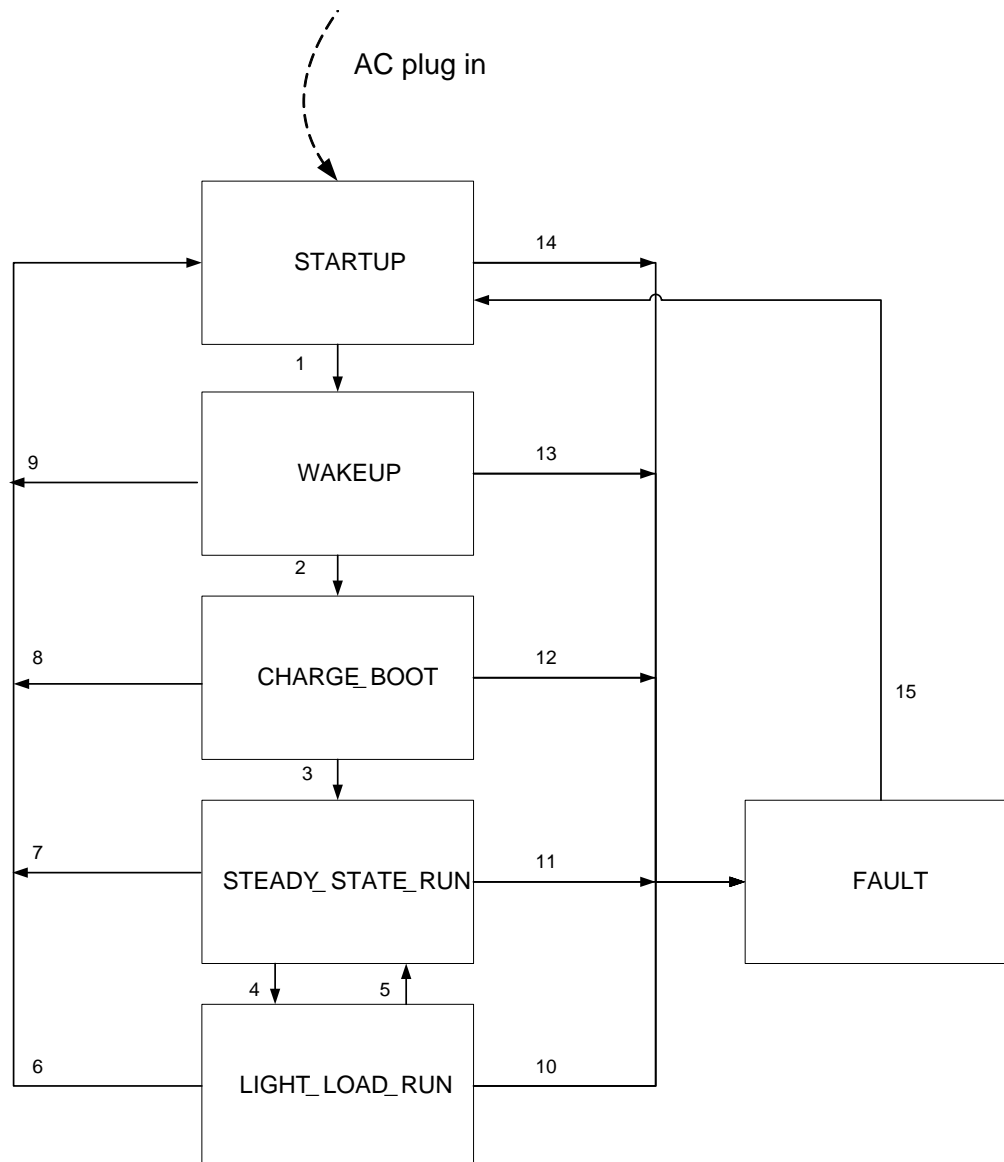 AC plug in
STARTUP
14
1
9
WAKEUP
13
2
8
CHARGE_BOOT
12
15
3
7
STEADY_STATE_RUN
11
FAULT
4
5
6
LIGHT_LOAD_RUN
10